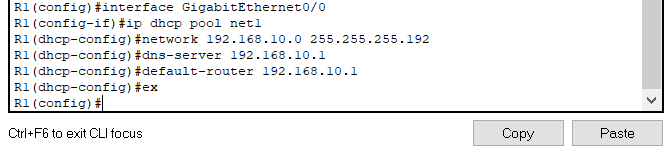 R1(config)#interface GigabitEthernet0/0
R1(config-if)#ip dhcp pool net1
R1(dhcp-config)#network 192.168.10.0 255.255.255.192
R1(dhcp-config)#dns-server 192.168.10.1
R1(dhcp-config)#default-router 192.168.10.1
R1(dhcp-config)#ex
R1(config)#
Ctrl+F6 to exit CLI focus
Copy
Paste